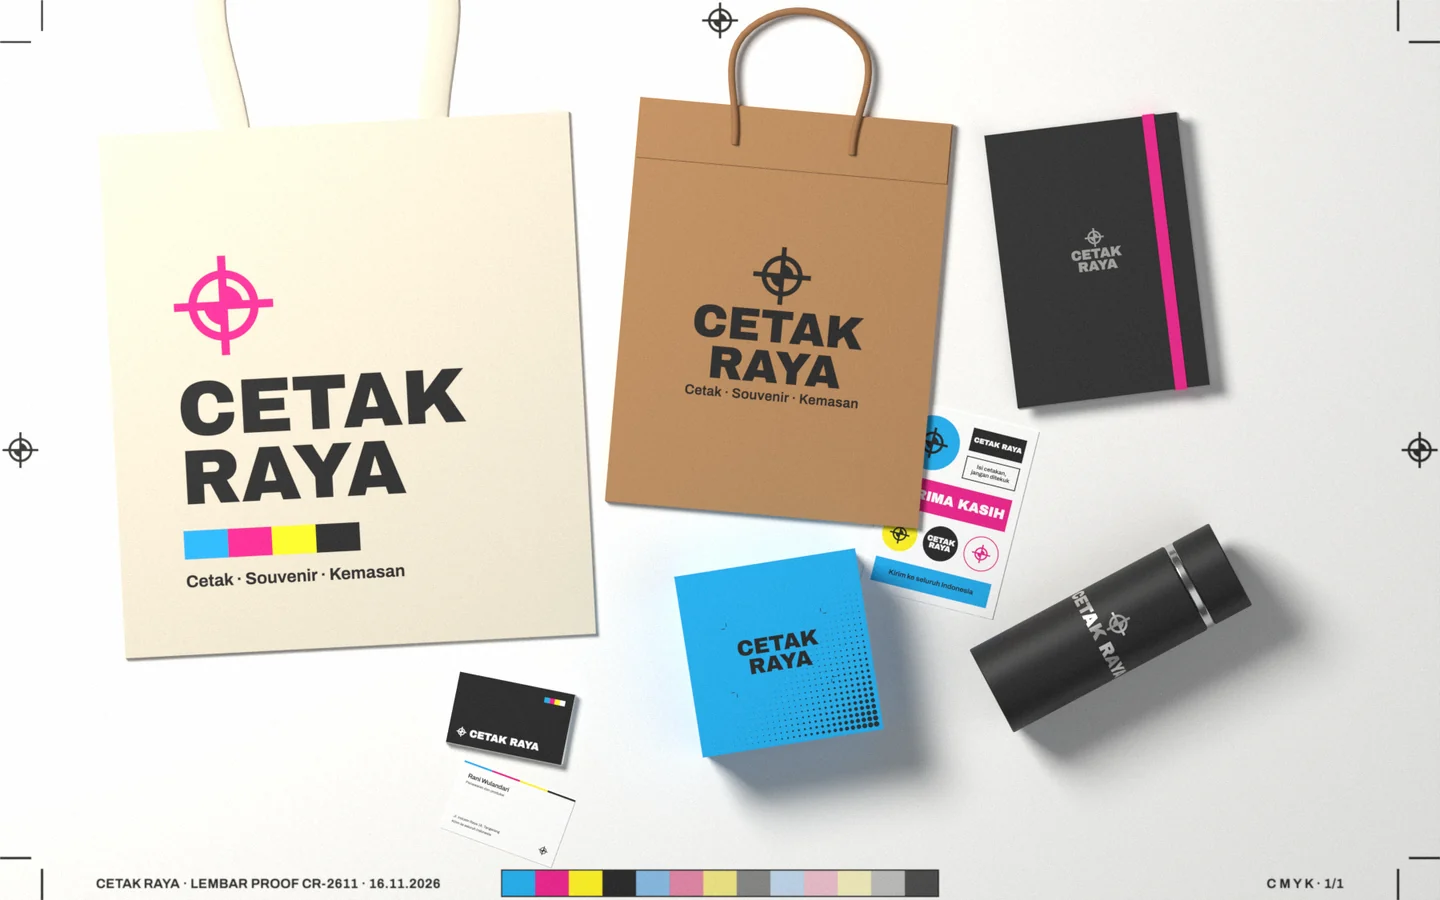 CETAK
RAYA
Cetak · Souvenir · Kemasan
CETAK
RAYA
Cetak · Souvenir · Kemasan
CETAK
RAYA
CETAK RAYA
Isi cetakan,
jangan ditekuk
RIMA KASIH
CETAK
RAYA
Kirim ke seluruh Indonesia
CETAK
RAYA
CETAK RAYA
CETAK RAYA
Rani Wulandari
CETAK RAYA · LEMBAR PROOF CR-2611 · 16.11.2026
C M Y K · 1/1